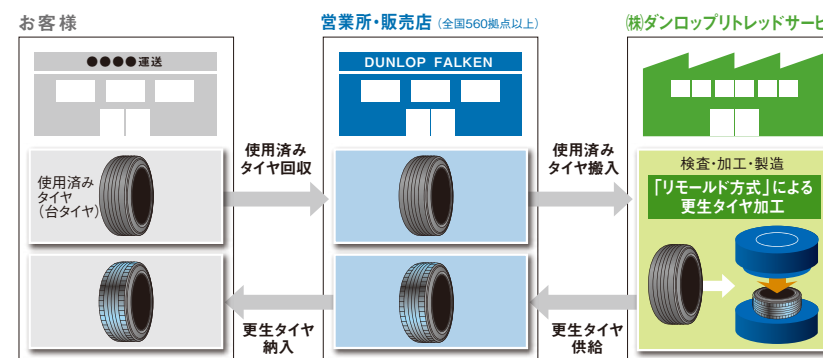 お客様
営業所・販売店(全国560拠点以上)
㈱ダンロップリトレッドサービ
●●●●運送
DUNLOP FALKEN
使用済み
タイヤ回収
使用済み
タイヤ搬入
使用済み
タイヤ
(台タイヤ)
検査・加工・製造
「リモールド方式」による
更生タイヤ加工
更生タイヤ
納入
更生タイヤ
供給